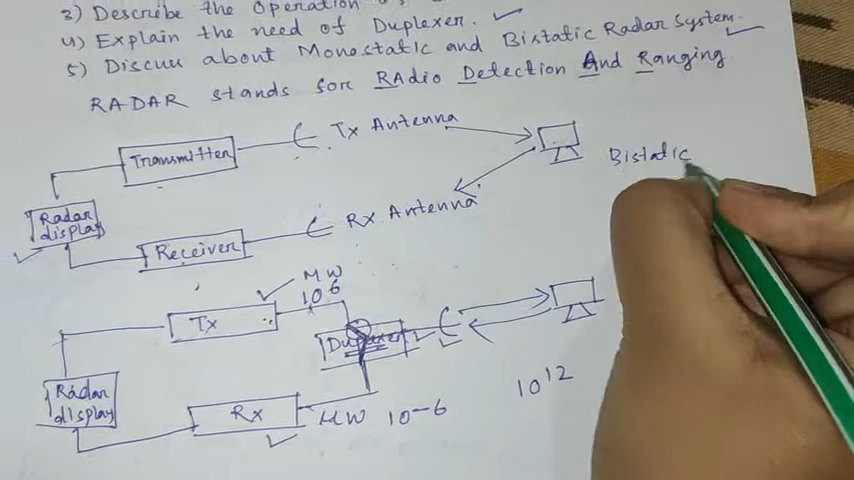 3) Describe the Operation of
4) Explain the need of Duplexer.
5) Discuss about Monostatic and Bistatic Radar System.
RADAR stands for RAdio Detection And Ranging
Tx Antenna
Transmitter
Bistatic
Radar display
Rx Antenna
Receiver
MW
10 6
Tx
Duplexer
Radar display
Rx
MW 10-6
10 12